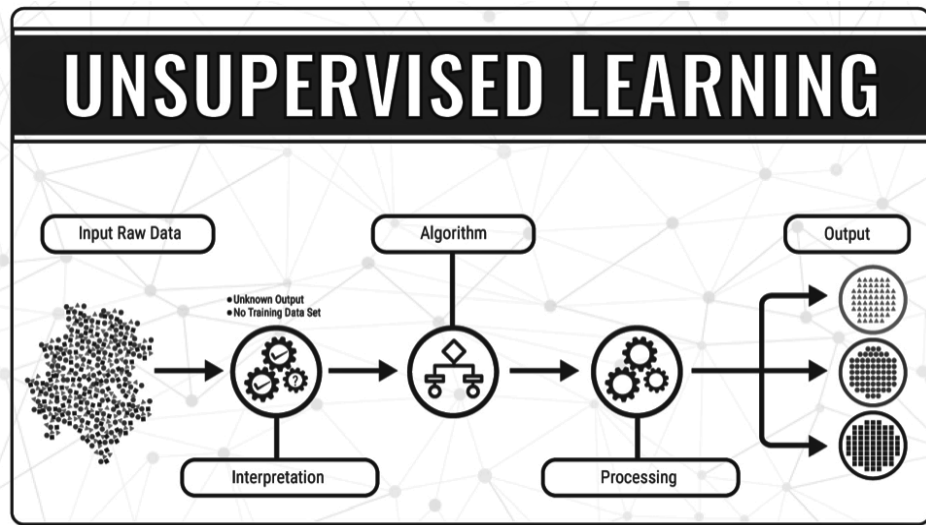 UNSUPERVISED LEARNING
Input Raw Data
Algorithm
Output
• Unknown Output
• No Training Data Set
?
Interpretation
Processing